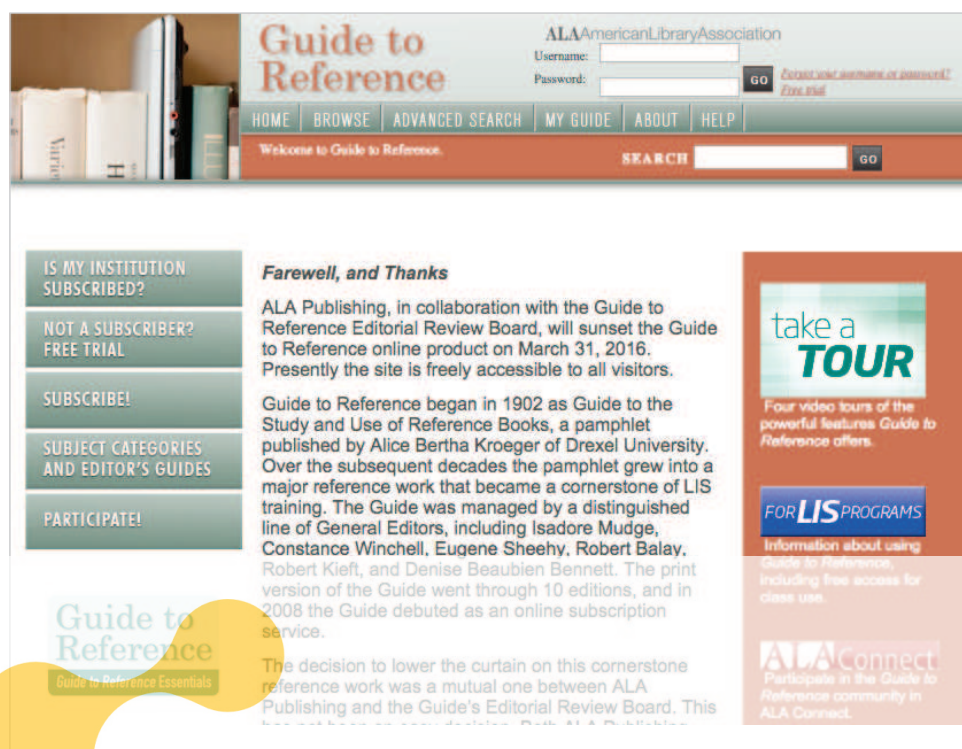 Guide to
Reference
ALAAmericanLibraryAssociation
Username:
Password:
GO
Forgot your username or password?
Free trial
HOME BROWSE ADVANCED SEARCH MY GUIDE ABOUT HELP
Welcome to Guide to Reference.
SEARCH GO
IS MY INSTITUTION
SUBSCRIBED?
NOT A SUBSCRIBER?
FREE TRIAL
SUBSCRIBE!
SUBJECT CATEGORIES
AND EDITOR'S GUIDES
PARTICIPATE!
Guide to
Reference
Guide to Reference Essentials
Farewell, and Thanks
ALA Publishing, in collaboration with the Guide to
Reference Editorial Review Board, will sunset the Guide
to Reference online product on March 31, 2016.
Presently the site is freely accessible to all visitors.
Guide to Reference began in 1902 as Guide to the
Study and Use of Reference Books, a pamphlet
published by Alice Bertha Kroeger of Drexel University.
Over the subsequent decades the pamphlet grew into a
major reference work that became a cornerstone of LIS
training. The Guide was managed by a distinguished
line of General Editors, including Isadore Mudge,
Constance Winchell, Eugene Sheehy, Robert Balay,
Robert Kieft, and Denise Beaubien Bennett. The print
version of the Guide went through 10 editions, and in
2008 the Guide debuted as an online subscription
service.
The decision to lower the curtain on this cornerstone
reference work was a mutual one between ALA
Publishing and the Guide's Editorial Review Board. This
take a
TOUR
Four video tours of the
powerful features Guide to
Reference offers.
FOR LIS PROGRAMS
Information about using
Guide to Reference,
including free access for
class use.
ALAConnect
Participate in the Guide to
Reference community in
ALA Connect.